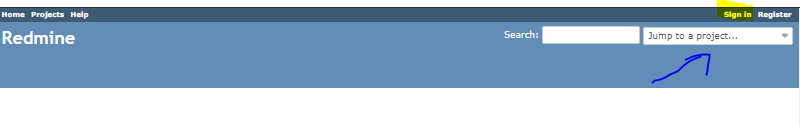 Home Projects Help Sign in Register
Redmine Search: Jump to a project...